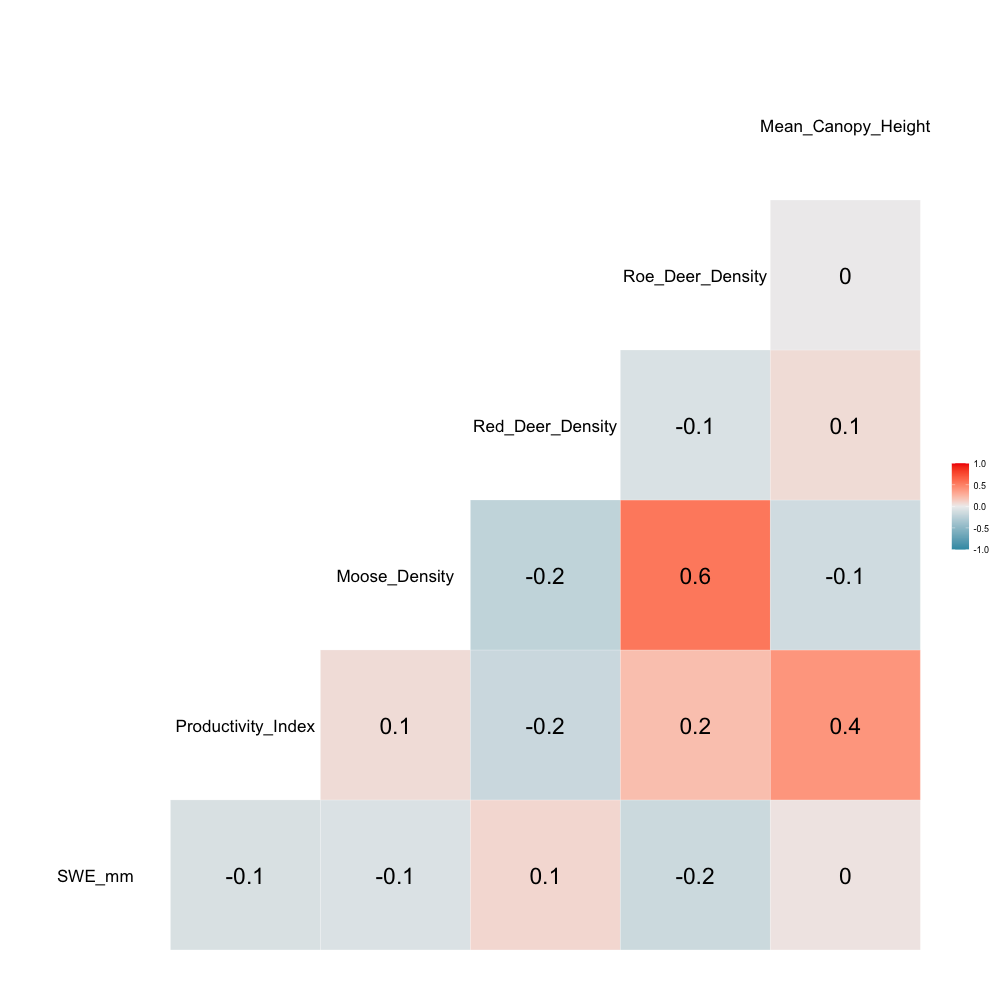 Mean_Canopy_Height
Roe_Deer_Density 0
Red_Deer_Density -0.1 0.1
1.0
0.5
0.0
-0.5
-1.0
Moose_Density -0.2 0.6 -0.1
Productivity_Index 0.1 -0.2 0.2 0.4
SWE_mm -0.1 -0.1 0.1 -0.2 0